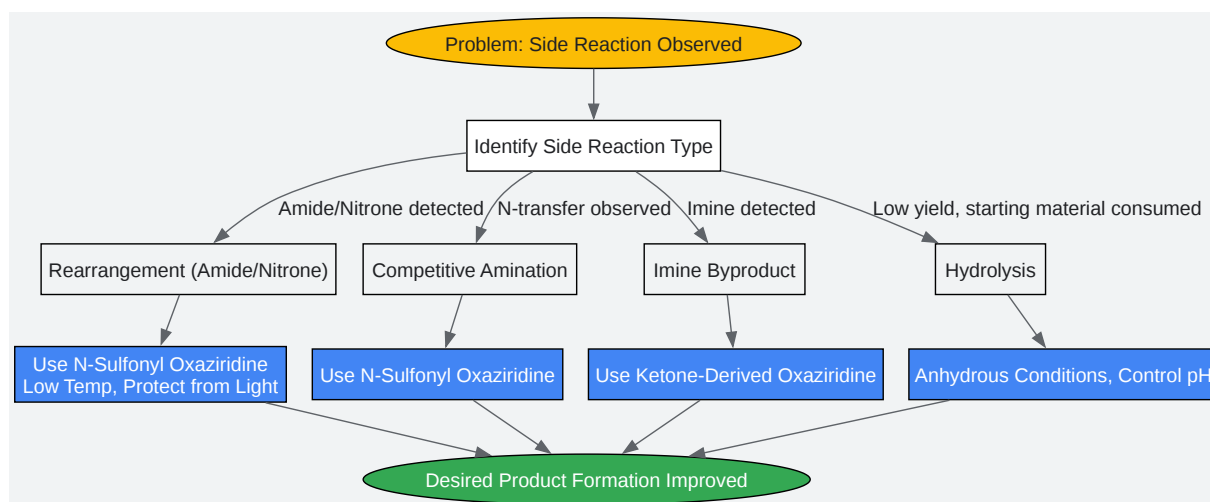 Problem: Side Reaction Observed
Identify Side Reaction Type
Amide/Nitrone detected
N-transfer observed
Imine detected
Low yield, starting material consumed
Rearrangement (Amide/Nitrone)
Competitive Amination
Imine Byproduct
Hydrolysis
Use N-Sulfonyl Oxaziridine
Low Temp, Protect from Light
Use N-Sulfonyl Oxaziridine
Use Ketone-Derived Oxaziridine
Anhydrous Conditions, Control pH
Desired Product Formation Improved